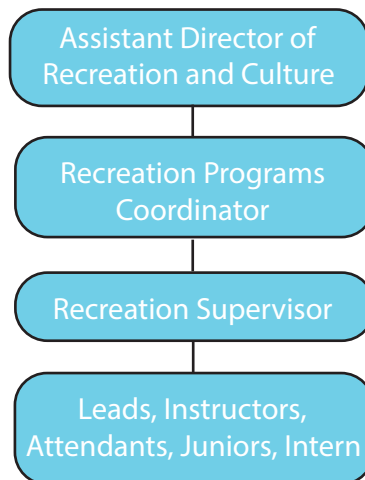 Assistant Director of
Recreation and Culture
Recreation Programs
Coordinator
Recreation Supervisor
Leads, Instructors,
Attendants, Juniors, Intern